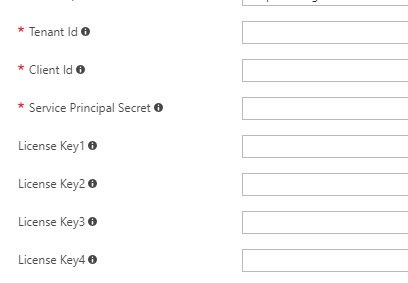 * Tenant Id
* Client Id
* Service Principal Secret
License Key1
License Key2
License Key3
License Key4